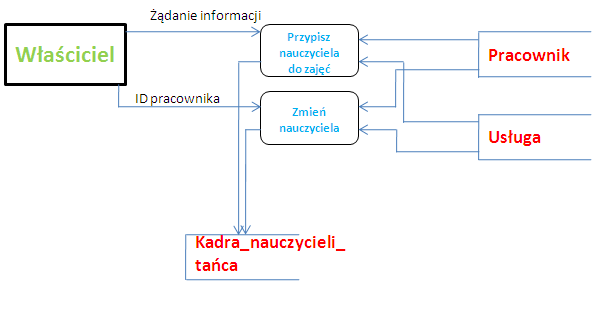 Żądanie informacji
Właściciel
Przypisz
nauczyciela
do zajęć
Pracownik
ID pracownika
Zmień
nauczyciela
Usługa
Kadra_nauczycieli_
tańca